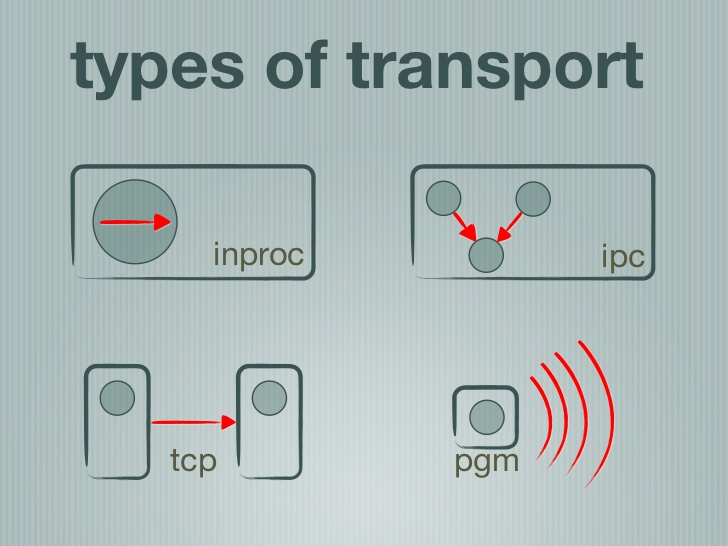 types of transport
inproc
ipc
tcp
pgm